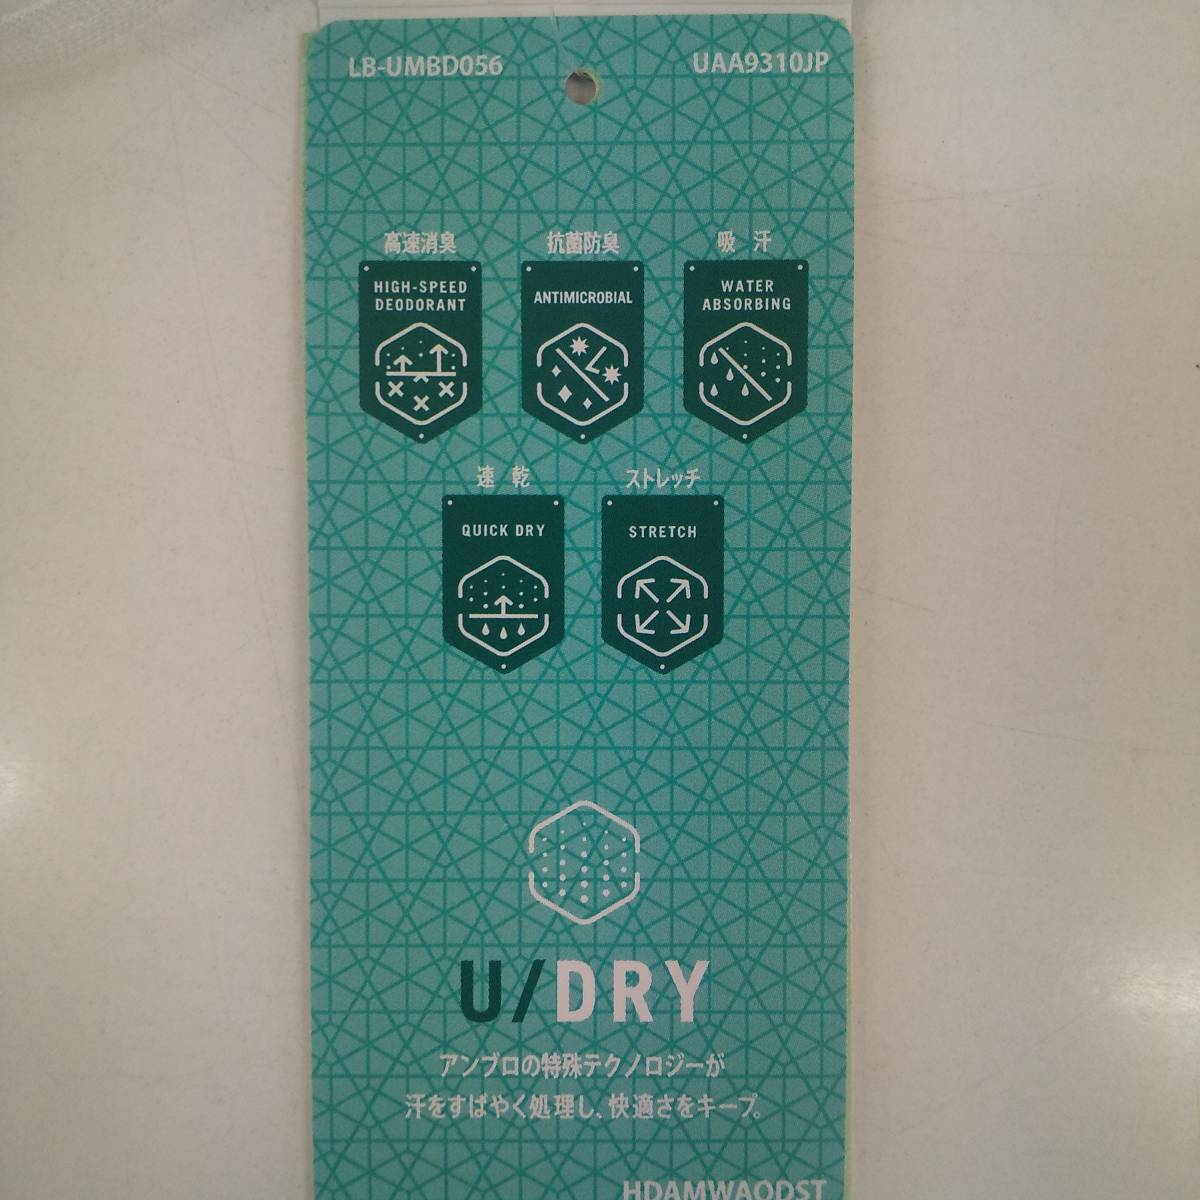 LB-UMBD056 UAA9310JP
高速消臭 抗菌防臭 吸汗
HIGH-SPEED
DEODORANT
ANTIMICROBIAL
WATER
ABSORBING
速乾 ストレッチ
QUICK DRY STRETCH
U/DRY
アンブロの特殊テクノロジーが
汗をすばやく処理し、快適さをキープ。
HDAMWAQDST